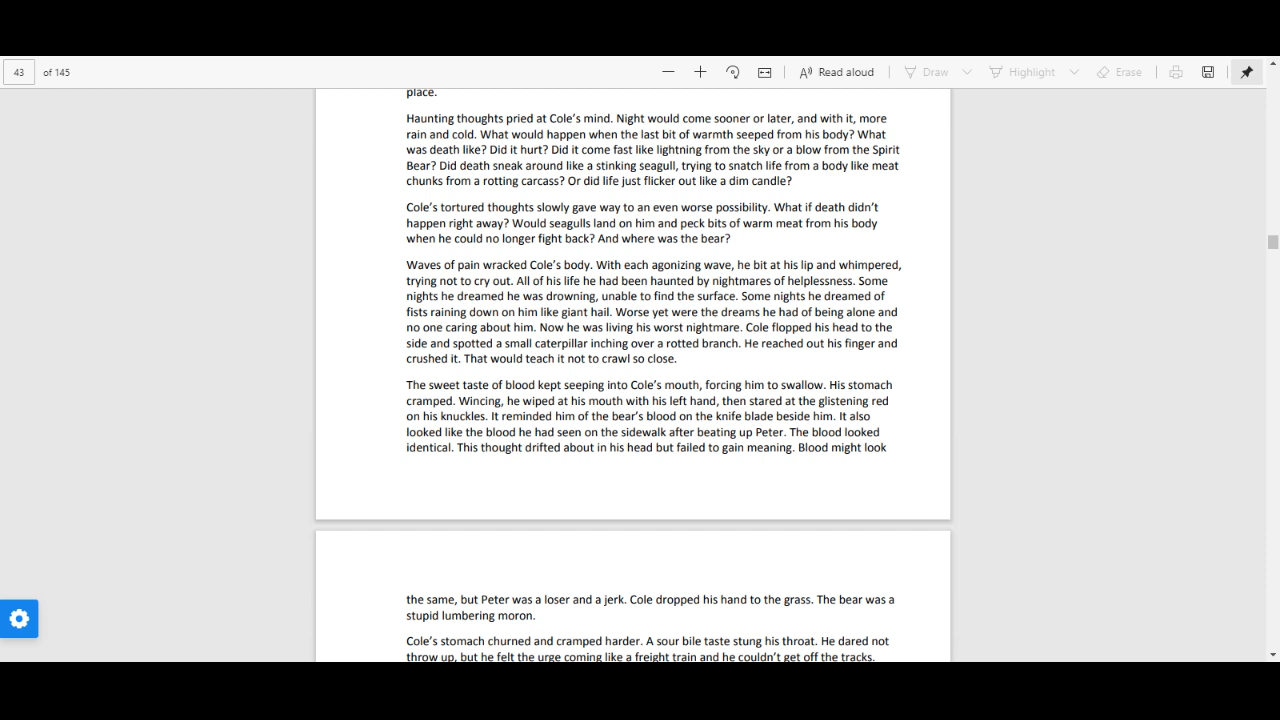 43 of 145 Read aloud Draw Highlight Erase
place.
Haunting thoughts pried at Cole’s mind. Night would come sooner or later, and with it, more
rain and cold. What would happen when the last bit of warmth seeped from his body? What
was death like? Did it hurt? Did it come fast like lightning from the sky or a blow from the Spirit
Bear? Did death sneak around like a stinking seagull, trying to snatch life from a body like meat
chunks from a rotting carcass? Or did life just flicker out like a dim candle?
Cole’s tortured thoughts slowly gave way to an even worse possibility. What if death didn’t
happen right away? Would seagulls land on him and peck bits of warm meat from his body
when he could no longer fight back? And where was the bear?
Waves of pain wracked Cole’s body. With each agonizing wave, he bit at his lip and whimpered,
trying not to cry out. All of his life he had been haunted by nightmares of helplessness. Some
nights he dreamed he was drowning, unable to find the surface. Some nights he dreamed of
fists raining down on him like giant hail. Worse yet were the dreams he had of being alone and
no one caring about him. Now he was living his worst nightmare. Cole flopped his head to the
side and spotted a small caterpillar inching over a rotted branch. He reached out his finger and
crushed it. That would teach it not to crawl so close.
The sweet taste of blood kept seeping into Cole’s mouth, forcing him to swallow. His stomach
cramped. Wincing, he wiped at his mouth with his left hand, then stared at the glistening red
on his knuckles. It reminded him of the bear’s blood on the knife blade beside him. It also
looked like the blood he had seen on the sidewalk after beating up Peter. The blood looked
identical. This thought drifted about in his head but failed to gain meaning. Blood might look
the same, but Peter was a loser and a jerk. Cole dropped his hand to the grass. The bear was a
stupid lumbering moron.
Cole’s stomach churned and cramped harder. A sour bile taste stung his throat. He dared not
throw up, but he felt the urge coming like a freight train and he couldn’t get off the tracks.